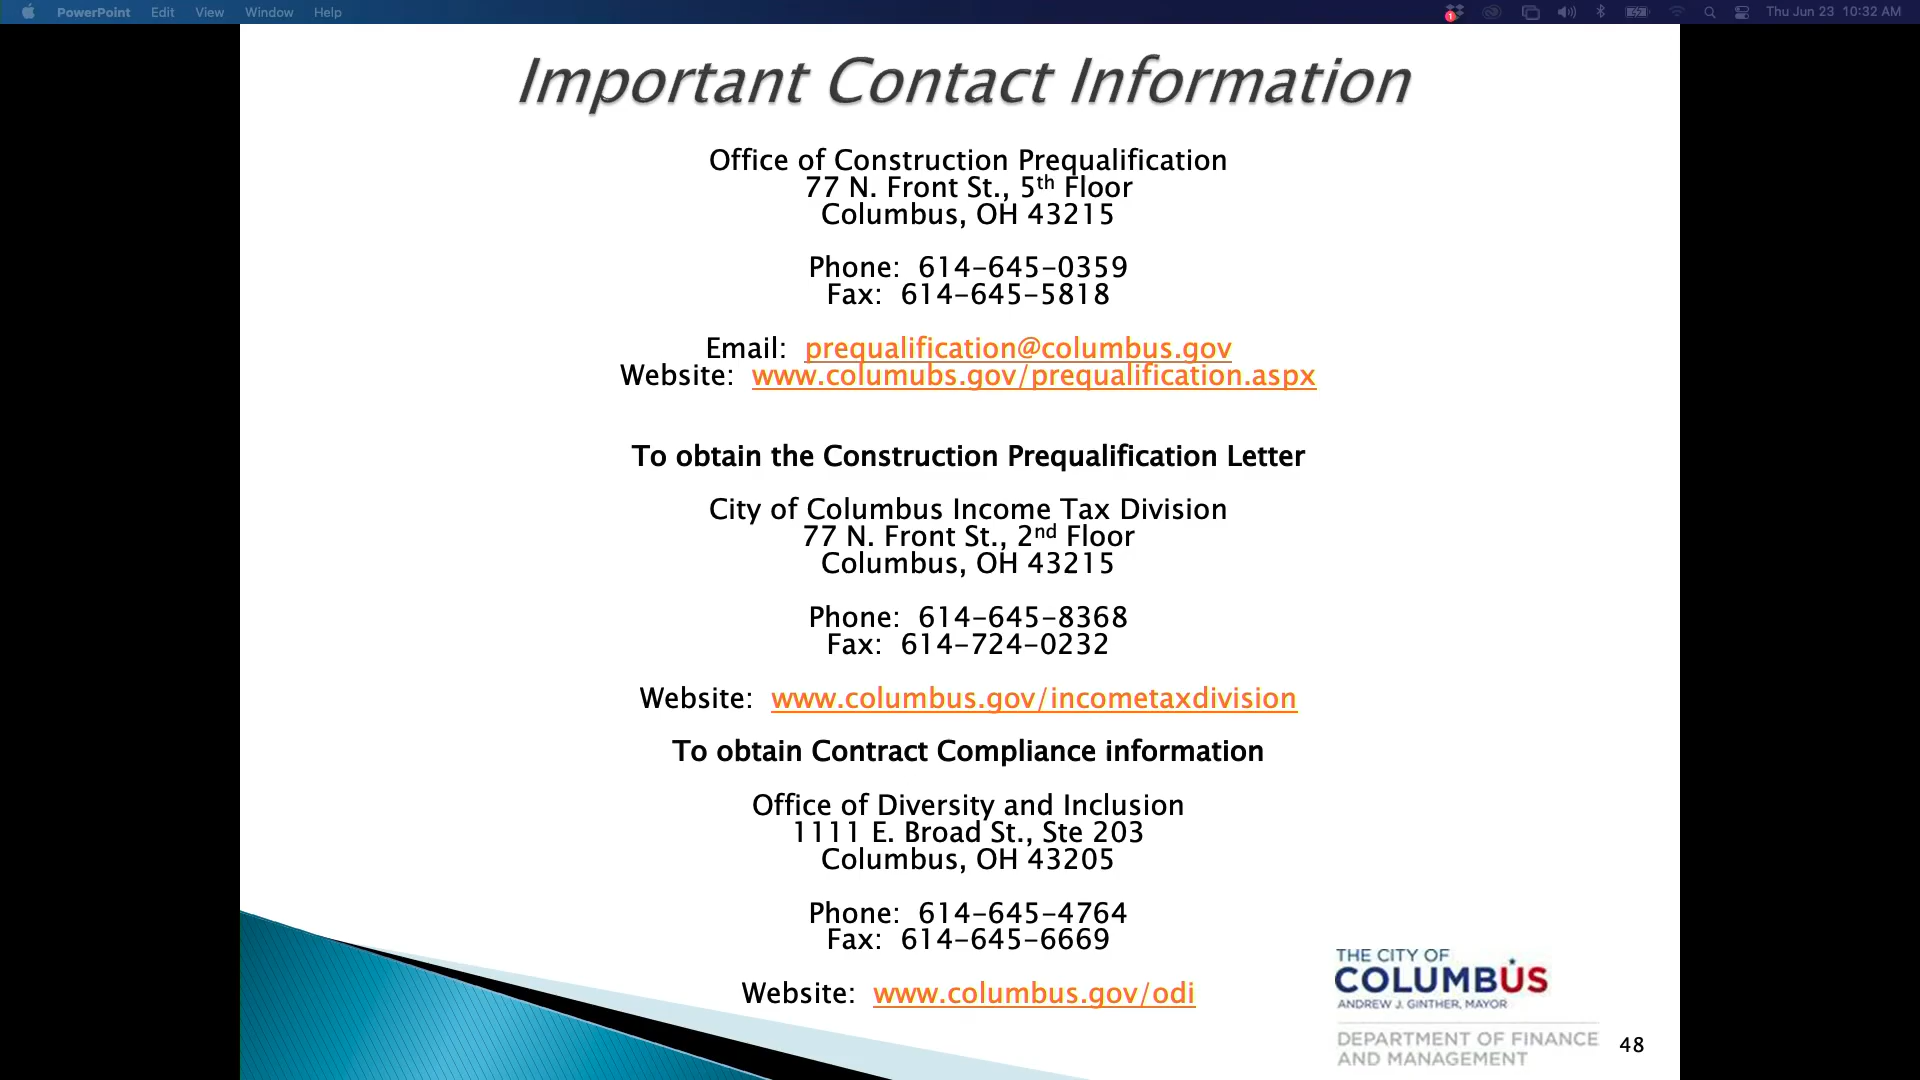 PowerPoint Edit View Window Help
1
Thu Jun 23 10:32 AM
Important Contact Information
Office of Construction Prequalification
77 N. Front St., 5th Floor
Columbus, OH 43215
Phone: 614-645-0359
Fax: 614-645-5818
Email: prequalification@columbus.gov
Website: www.columubs.gov/prequalification.aspx
To obtain the Construction Prequalification Letter
City of Columbus Income Tax Division
77 N. Front St., 2nd Floor
Columbus, OH 43215
Phone: 614-645-8368
Fax: 614-724-0232
Website: www.columbus.gov/incometaxdivision
To obtain Contract Compliance information
Office of Diversity and Inclusion
1111 E. Broad St., Ste 203
Columbus, OH 43205
Phone: 614-645-4764
Fax: 614-645-6669
Website: www.columbus.gov/odi
THE CITY OF
COLUMBUS
ANDREW J. GINTHER, MAYOR
DEPARTMENT OF FINANCE
AND MANAGEMENT
48